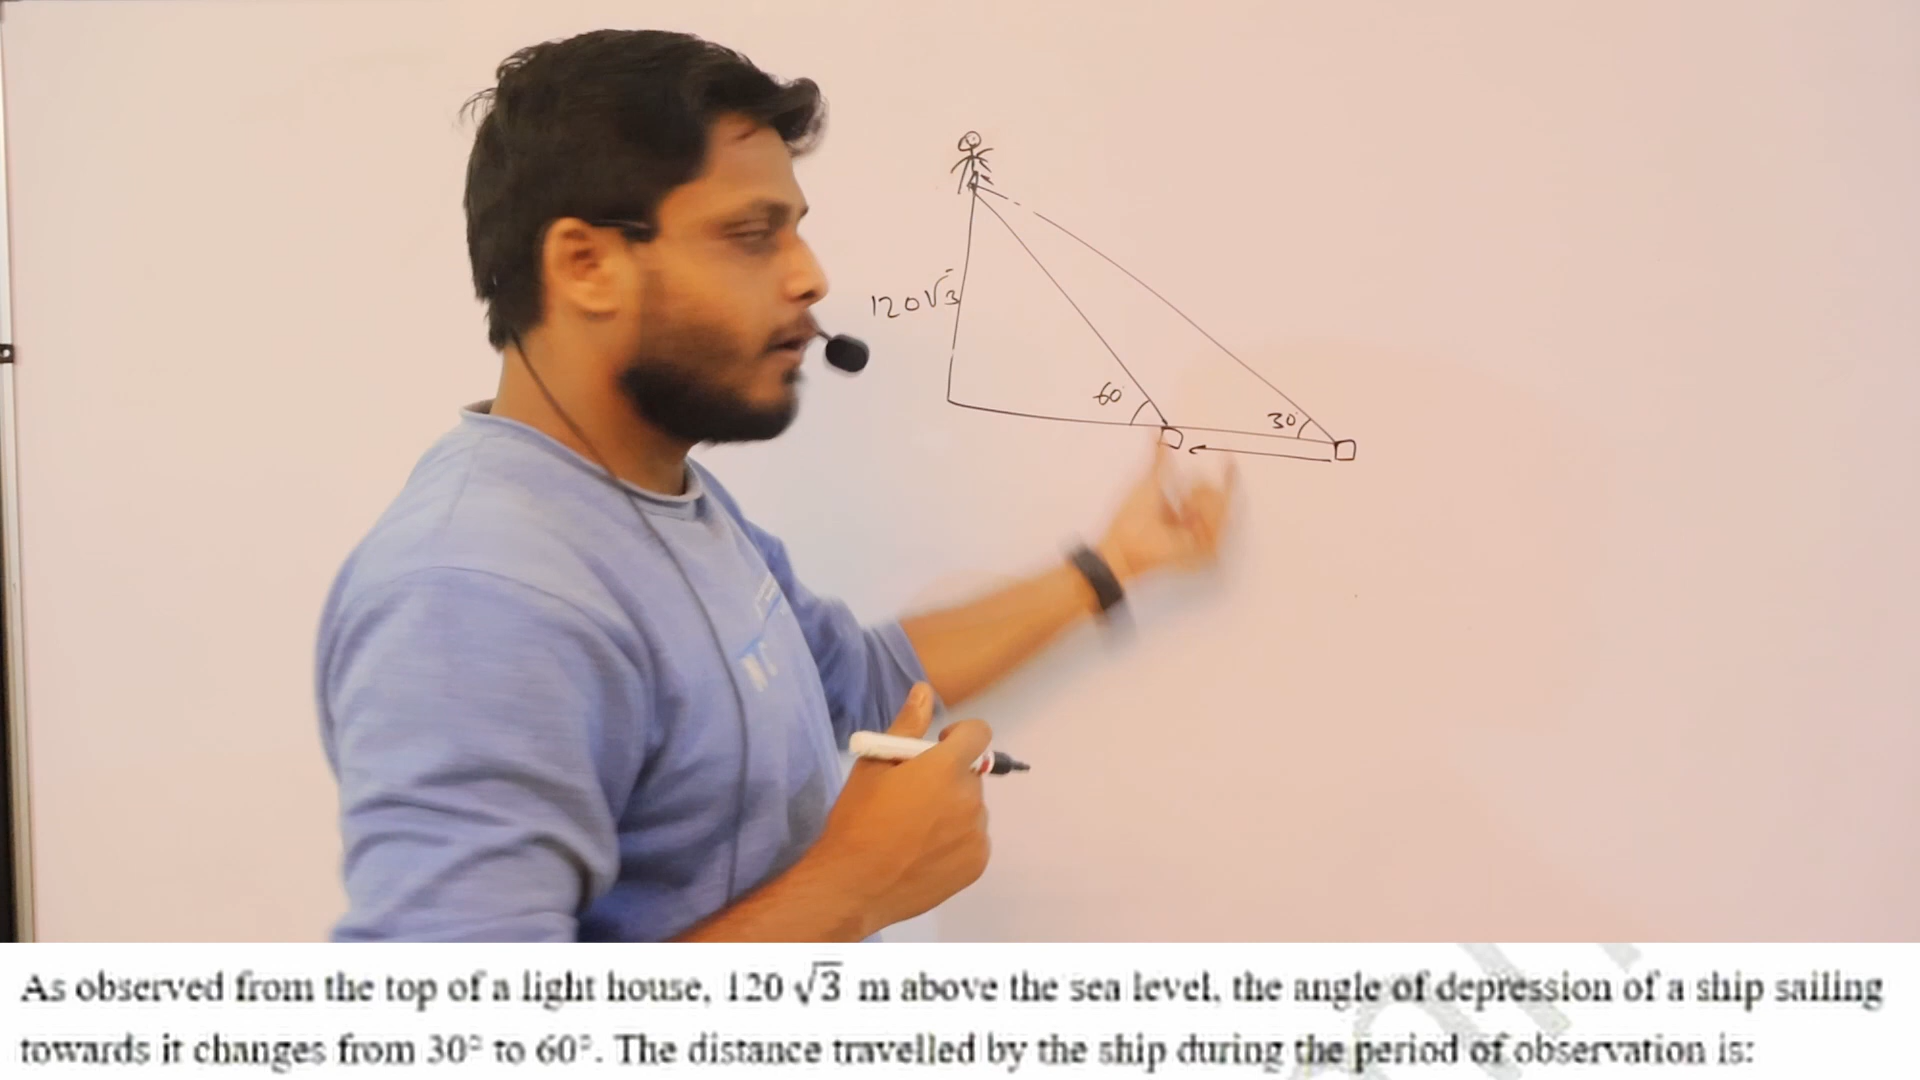 120√3
60°
30°
As observed from the top of a light house, 120 √3 m above the sea level, the angle of depression of a ship sailing
towards it changes from 30° to 60°. The distance travelled by the ship during the period of observation is: